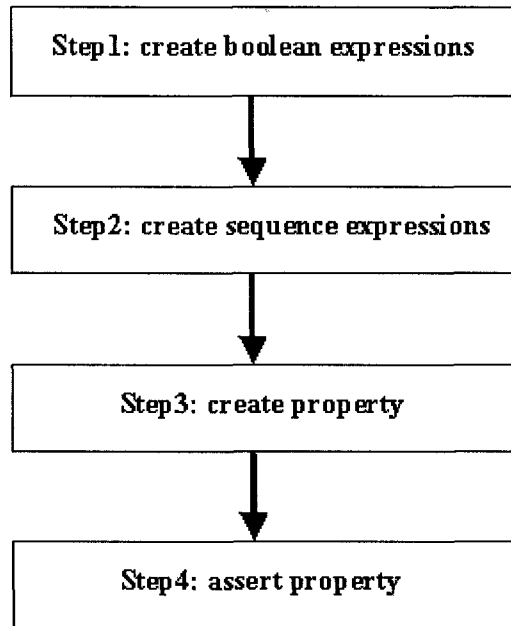 Step1: create boolean expressions
Step2: create sequence expressions
Step3: create property
Step4: assert property